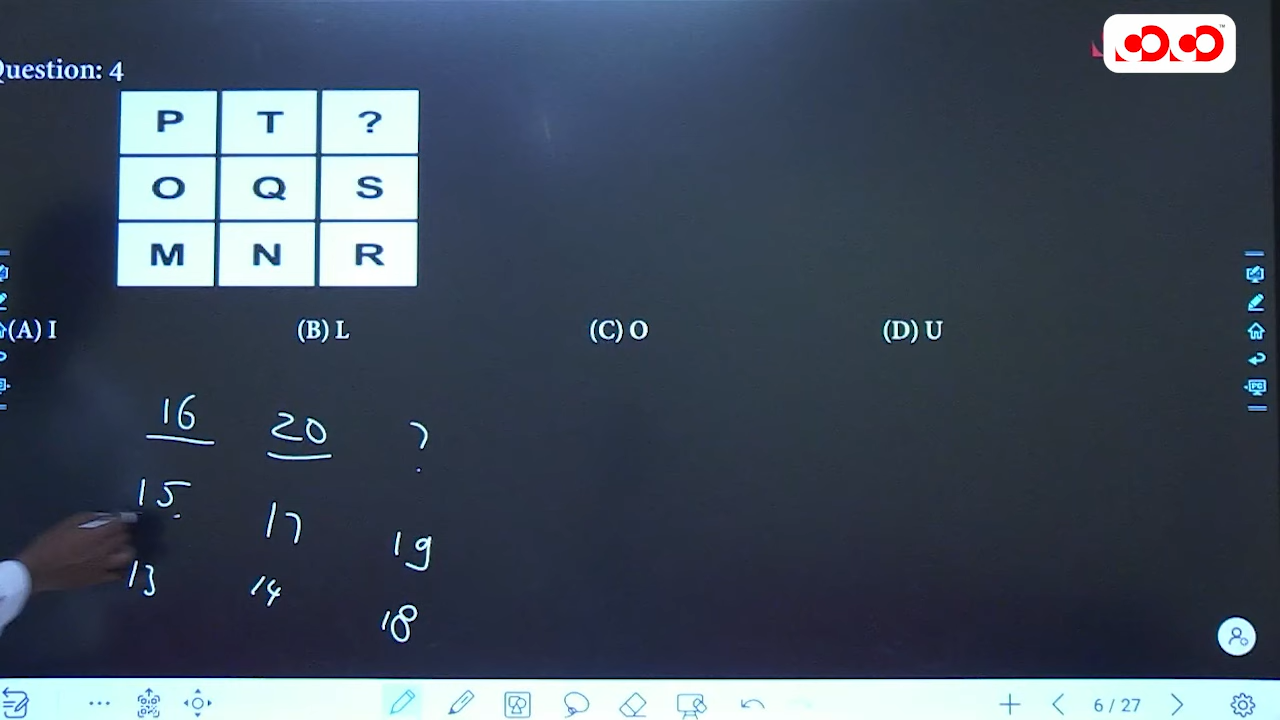 Question: 4
P T ?
O Q S
M N R
(A) I (B) L (C) O (D) U
16 20 ?
15 17 19
13 14 18
6 / 27